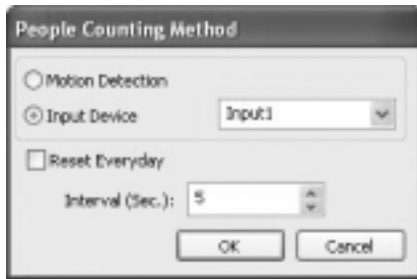 People Counting Method
Motion Detection
Input Device Input1
Reset Everyday
Interval (Sec.): 5
OK Cancel